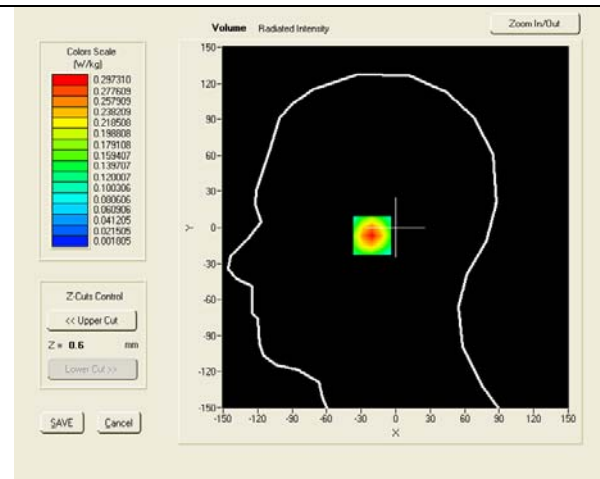 Volume Radiated Intensity
Zoom In/Out
Colors Scale
(W/kg)
0.297310
0.277609
0.257909
0.238209
0.218508
0.198808
0.179108
0.159407
0.139707
0.120007
0.100306
0.080606
0.060906
0.041205
0.021505
0.001805
Z-Cuts Control
<< Upper Cut
Z = 0.6 mm
Lower Cut >>
SAVE
Cancel
150
120
90
60
30
0
-30
-60
-90
-120
-150
Y
-150 -120 -90 -60 -30 0 30 60 90 120 150
X